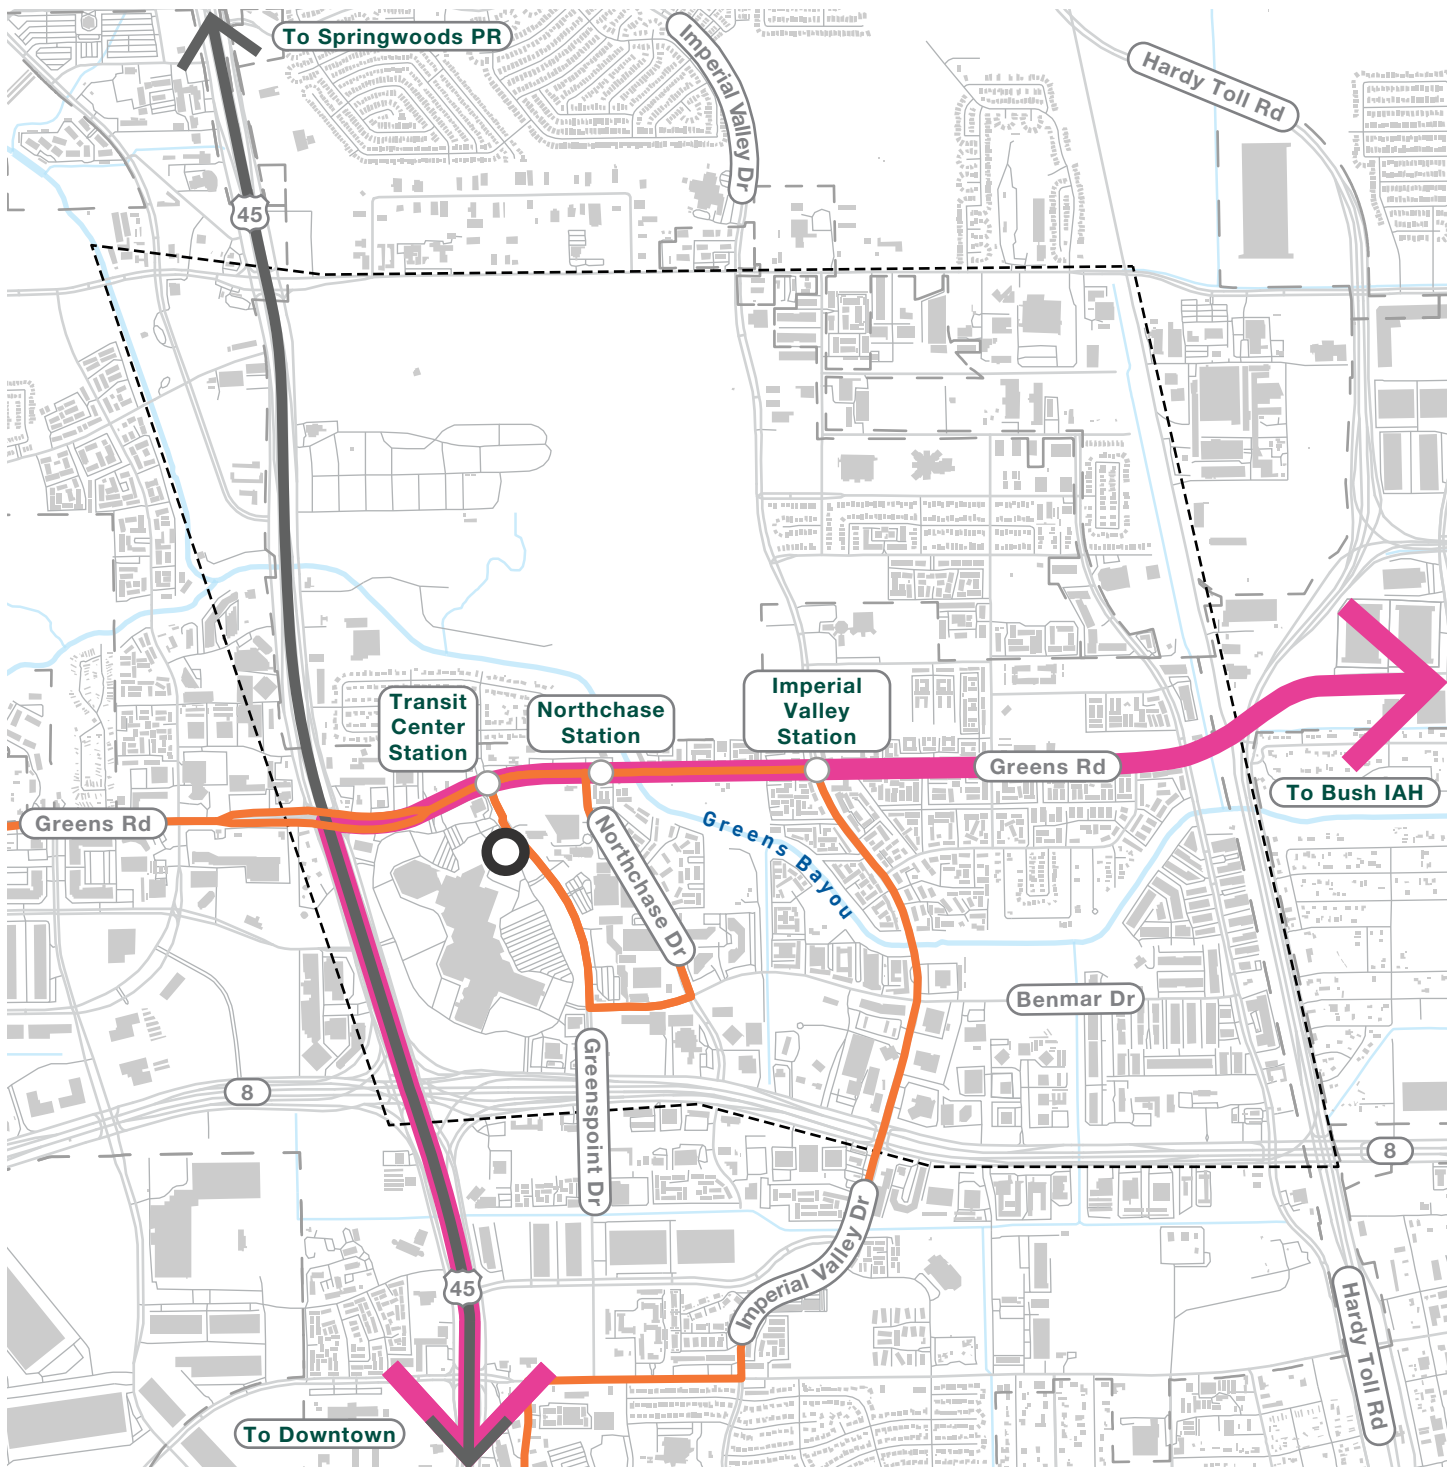 To Springwoods PR
Imperial Valley Dr
Hardy Toll Rd
45
Transit
Center
Station
Northchase
Station
Imperial
Valley
Station
Greens Rd
To Bush IAH
Greens Rd
Greens Bayou
Northchase Dr
Benmar Dr
Greenspoint Dr
8
8
Imperial Valley Dr
45
Hardy Toll Rd
To Downtown